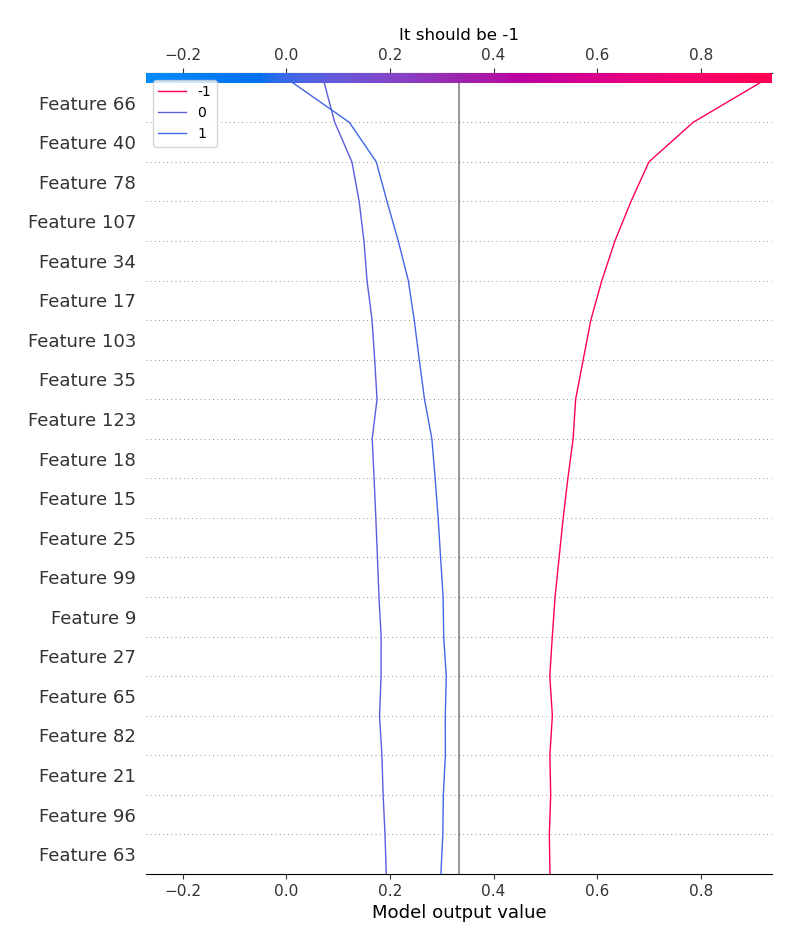 It should be -1
−0.2 0.0 0.2 0.4 0.6 0.8
-1
0
1
Feature 66
Feature 40
Feature 78
Feature 107
Feature 34
Feature 17
Feature 103
Feature 35
Feature 123
Feature 18
Feature 15
Feature 25
Feature 99
Feature 9
Feature 27
Feature 65
Feature 82
Feature 21
Feature 96
Feature 63
−0.2 0.0 0.2 0.4 0.6 0.8
Model output value